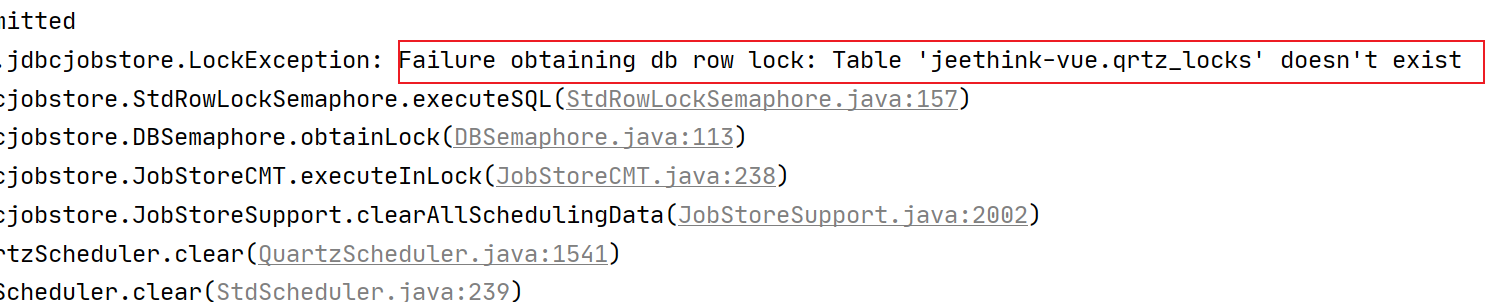 mitted
.jdbcjobstore.LockException: Failure obtaining db row lock: Table 'jeethink-vue.qrtz_locks' doesn't exist
cjobstore.StdRowLockSemaphore.executeSQL(StdRowLockSemaphore.java:157)
cjobstore.DBSemaphore.obtainLock(DBSemaphore.java:113)
cjobstore.JobStoreCMT.executeInLock(JobStoreCMT.java:238)
cjobstore.JobStoreSupport.clearAllSchedulingData(JobStoreSupport.java:2002)
rtzScheduler.clear(QuartzScheduler.java:1541)
Scheduler.clear(StdScheduler.java:239)